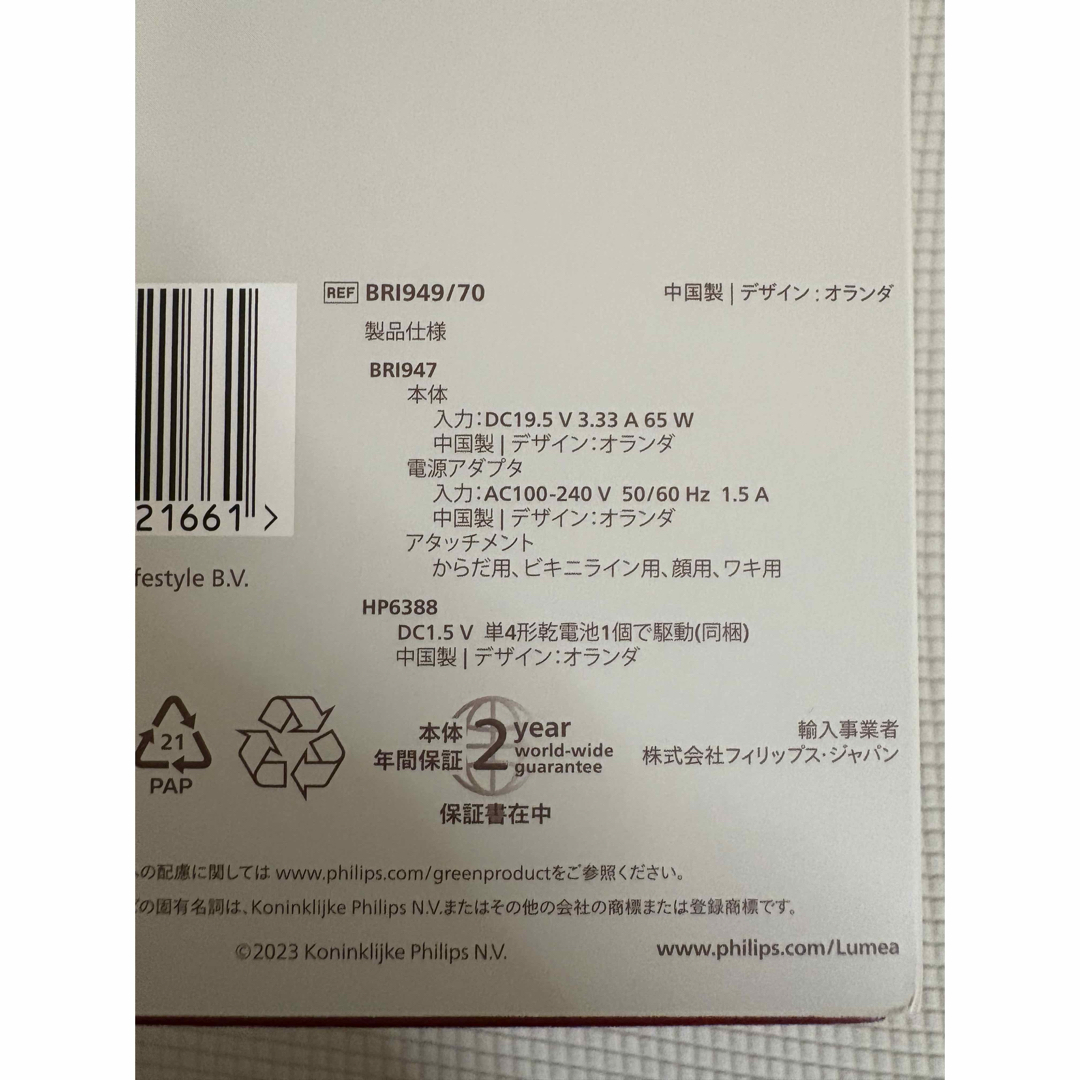 REF BRI949/70
中国製 | デザイン : オランダ
製品仕様
BRI947
本体
入力:DC19.5 V 3.33 A 65 W
中国製 | デザイン:オランダ
電源アダプタ
入力:AC100-240 V 50/60 Hz 1.5 A
中国製 | デザイン:オランダ
アタッチメント
からだ用、ビキニライン用、顔用、ワキ用
21661 >
festyle B.V.
HP6388
DC1.5 V 単4形乾電池1個で駆動(同梱)
中国製 | デザイン:オランダ
21
PAP
本体
年間保証
2 year
world-wide
guarantee
保証書在中
輸入事業者
株式会社フィリップス・ジャパン
の配慮に関しては www.philips.com/greenproductをご参照ください。
の固有名詞は、Koninklijke Philips N.V.またはその他の会社の商標または登録商標です。
©2023 Koninklijke Philips N.V.
www.philips.com/Lumea